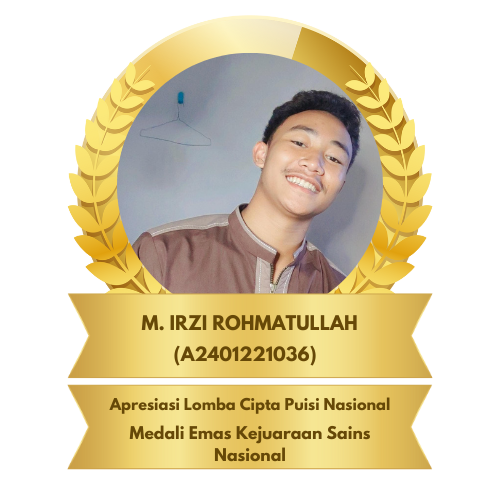 M. IRZI ROHMATULLAH
(A2401221036)
Apresiasi Lomba Cipta Puisi Nasional
Medali Emas Kejuaraan Sains
Nasional